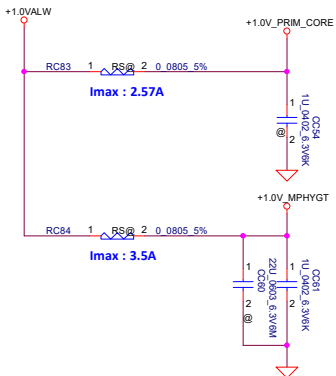 +1.0VALW
+1.0V_PRIM_CORE
RC83 1 RS@ 2 0_0805_5%
Imax : 2.57A
1
2
@
CC54
1U_0402_6.3V6K
+1.0V_MPHYGT
RC84 1 RS@ 2 0_0805_5%
Imax : 3.5A
1
2
@
CC60
22U_0603_6.3V6M
1
2
CC61
1U_0402_6.3V6K